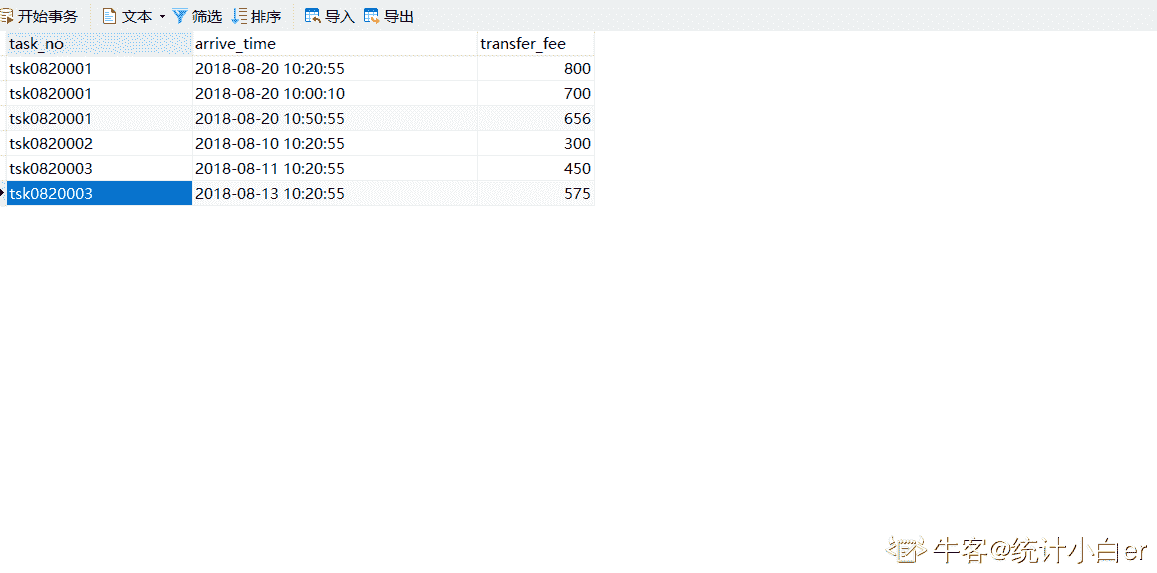 开始事务 文本 筛选 排序 导入 导出
task_no arrive_time transfer_fee
tsk0820001 2018-08-20 10:20:55 800
tsk0820001 2018-08-20 10:00:10 700
tsk0820001 2018-08-20 10:50:55 656
tsk0820002 2018-08-10 10:20:55 300
tsk0820003 2018-08-11 10:20:55 450
tsk0820003 2018-08-13 10:20:55 575
牛客@统计小白er